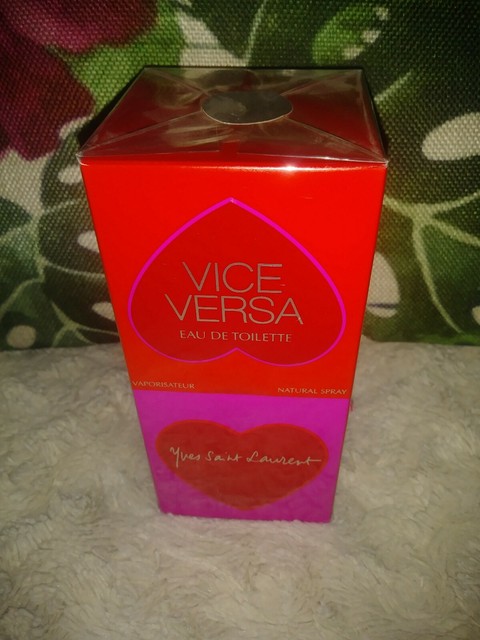 VICE-
VERSA
EAU DE TOILETTE
VAPORISATEUR NATURAL SPRAY
Yves Saint Laurent